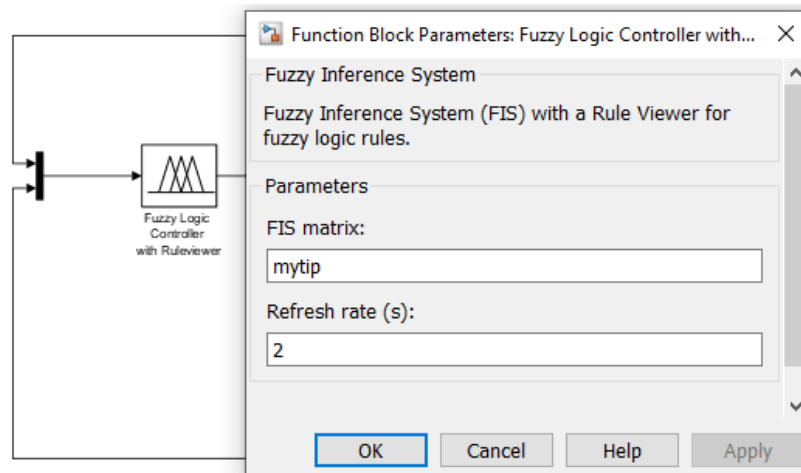 Function Block Parameters: Fuzzy Logic Controller with...
Fuzzy Inference System
Fuzzy Inference System (FIS) with a Rule Viewer for
fuzzy logic rules.
Parameters
FIS matrix:
mytip
Refresh rate (s):
2
OK Cancel Help Apply
Fuzzy Logic
Controller
with Ruleviewer